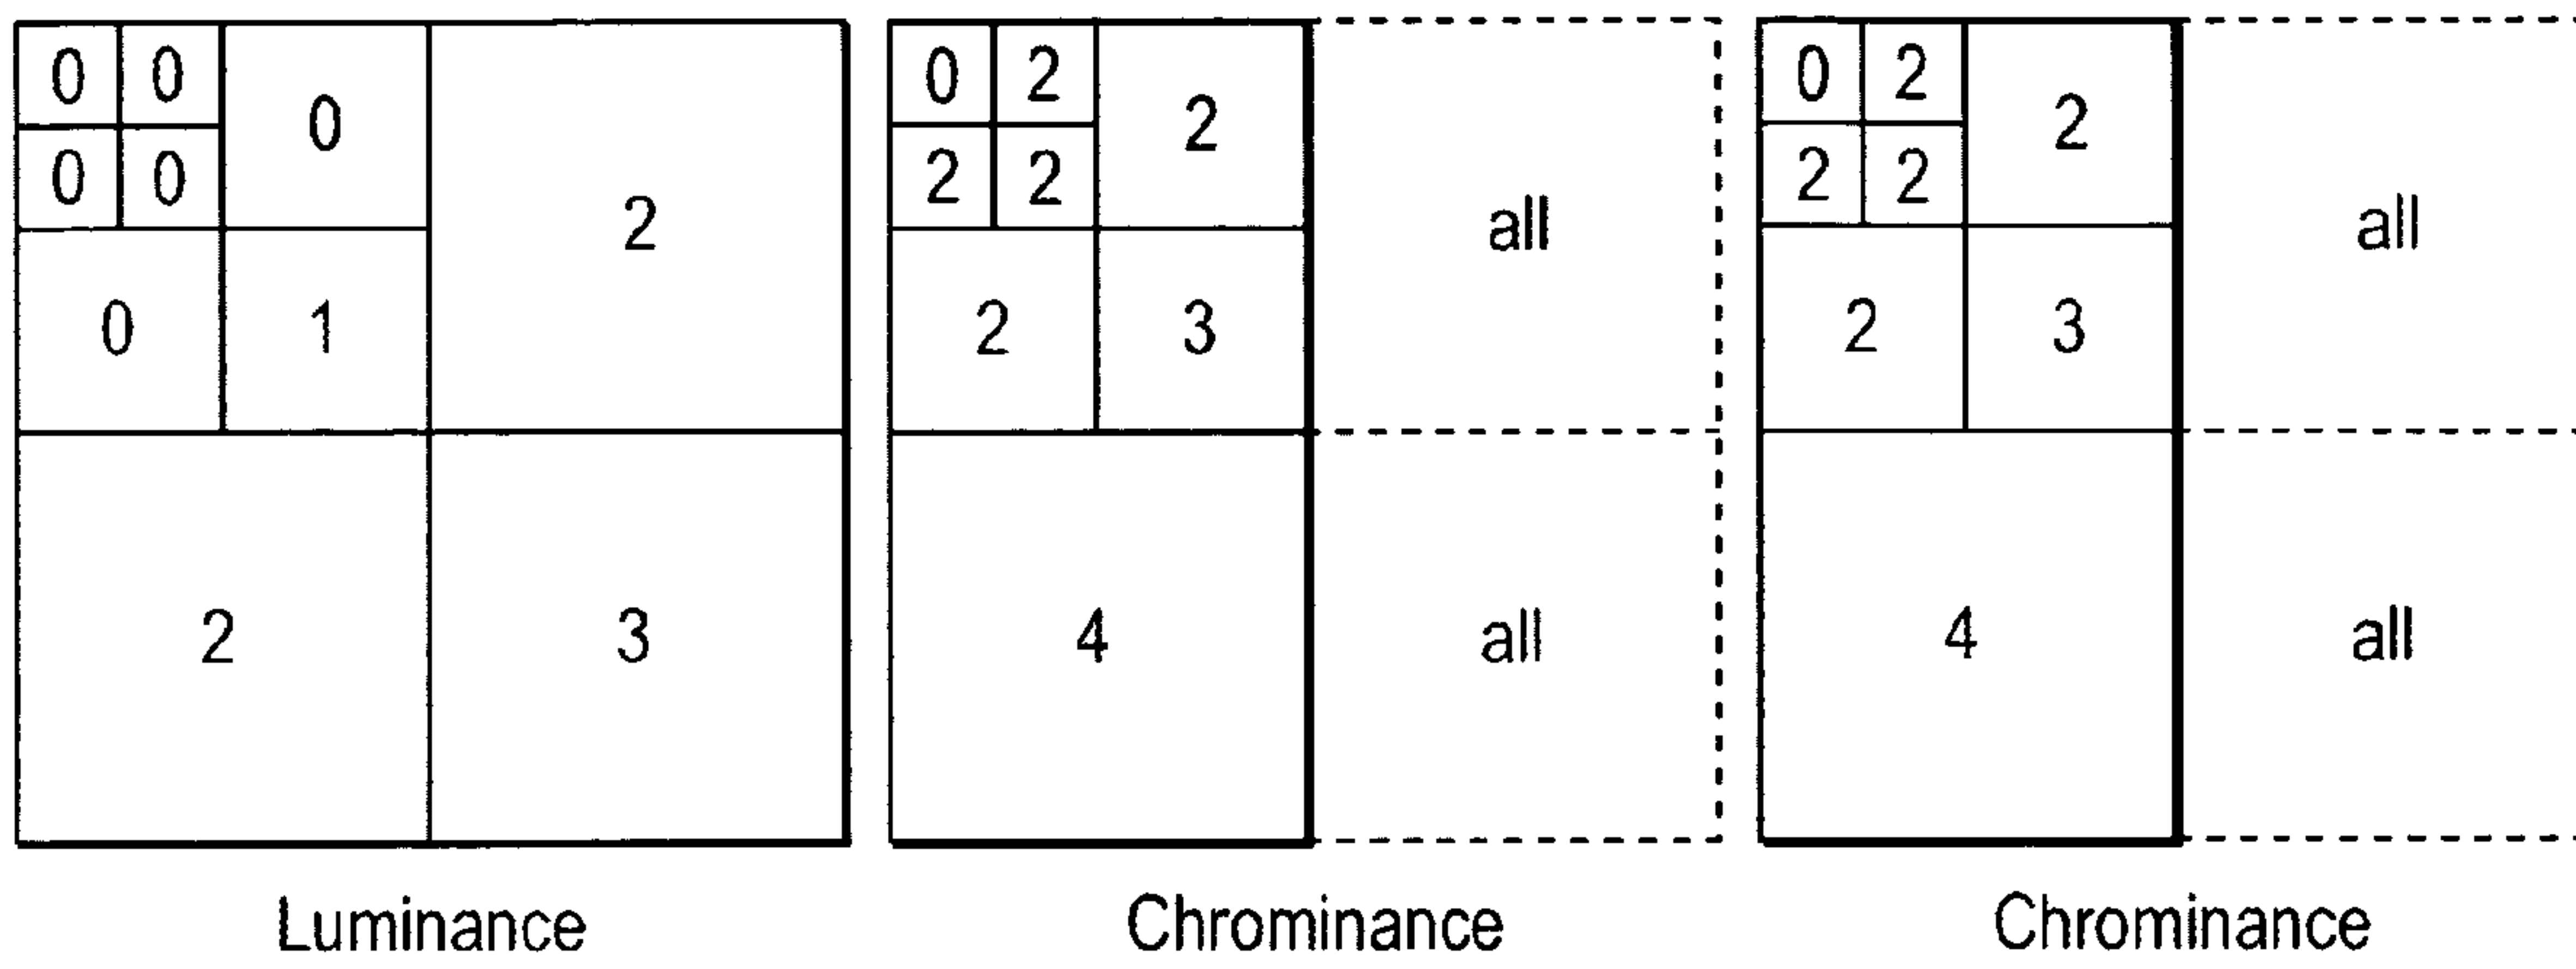 0 0 0 2 0 2 2 all 0 2 2 all
0 0 2 2 2 2
0 1 2 3 2 3
2 3 4 all 4 all
Luminance Chrominance Chrominance